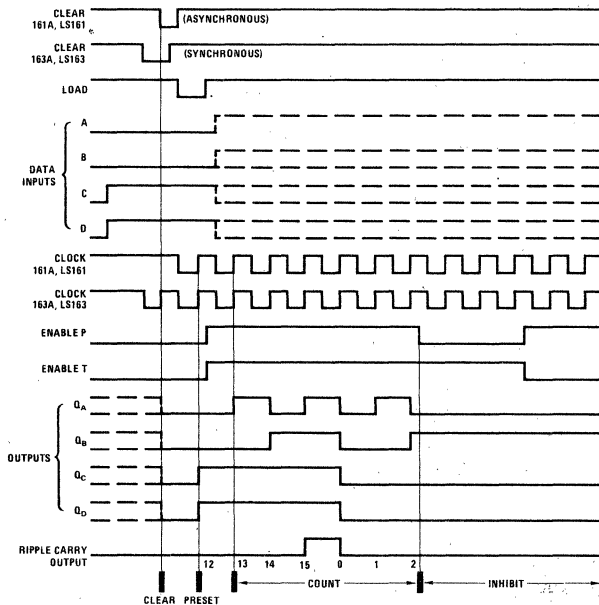 CLEAR
161A, LS161
(ASYNCHRONOUS)
CLEAR
163A, LS163
(SYNCHRONOUS)
LOAD
A
B
DATA
INPUTS
C
D
CLOCK
161A, LS161
CLOCK
163A, LS163
ENABLE P
ENABLE T
QA
QB
OUTPUTS
QC
QD
RIPPLE CARRY
OUTPUT
12 13 14 15 0 1 2
COUNT INHIBIT
CLEAR PRESET